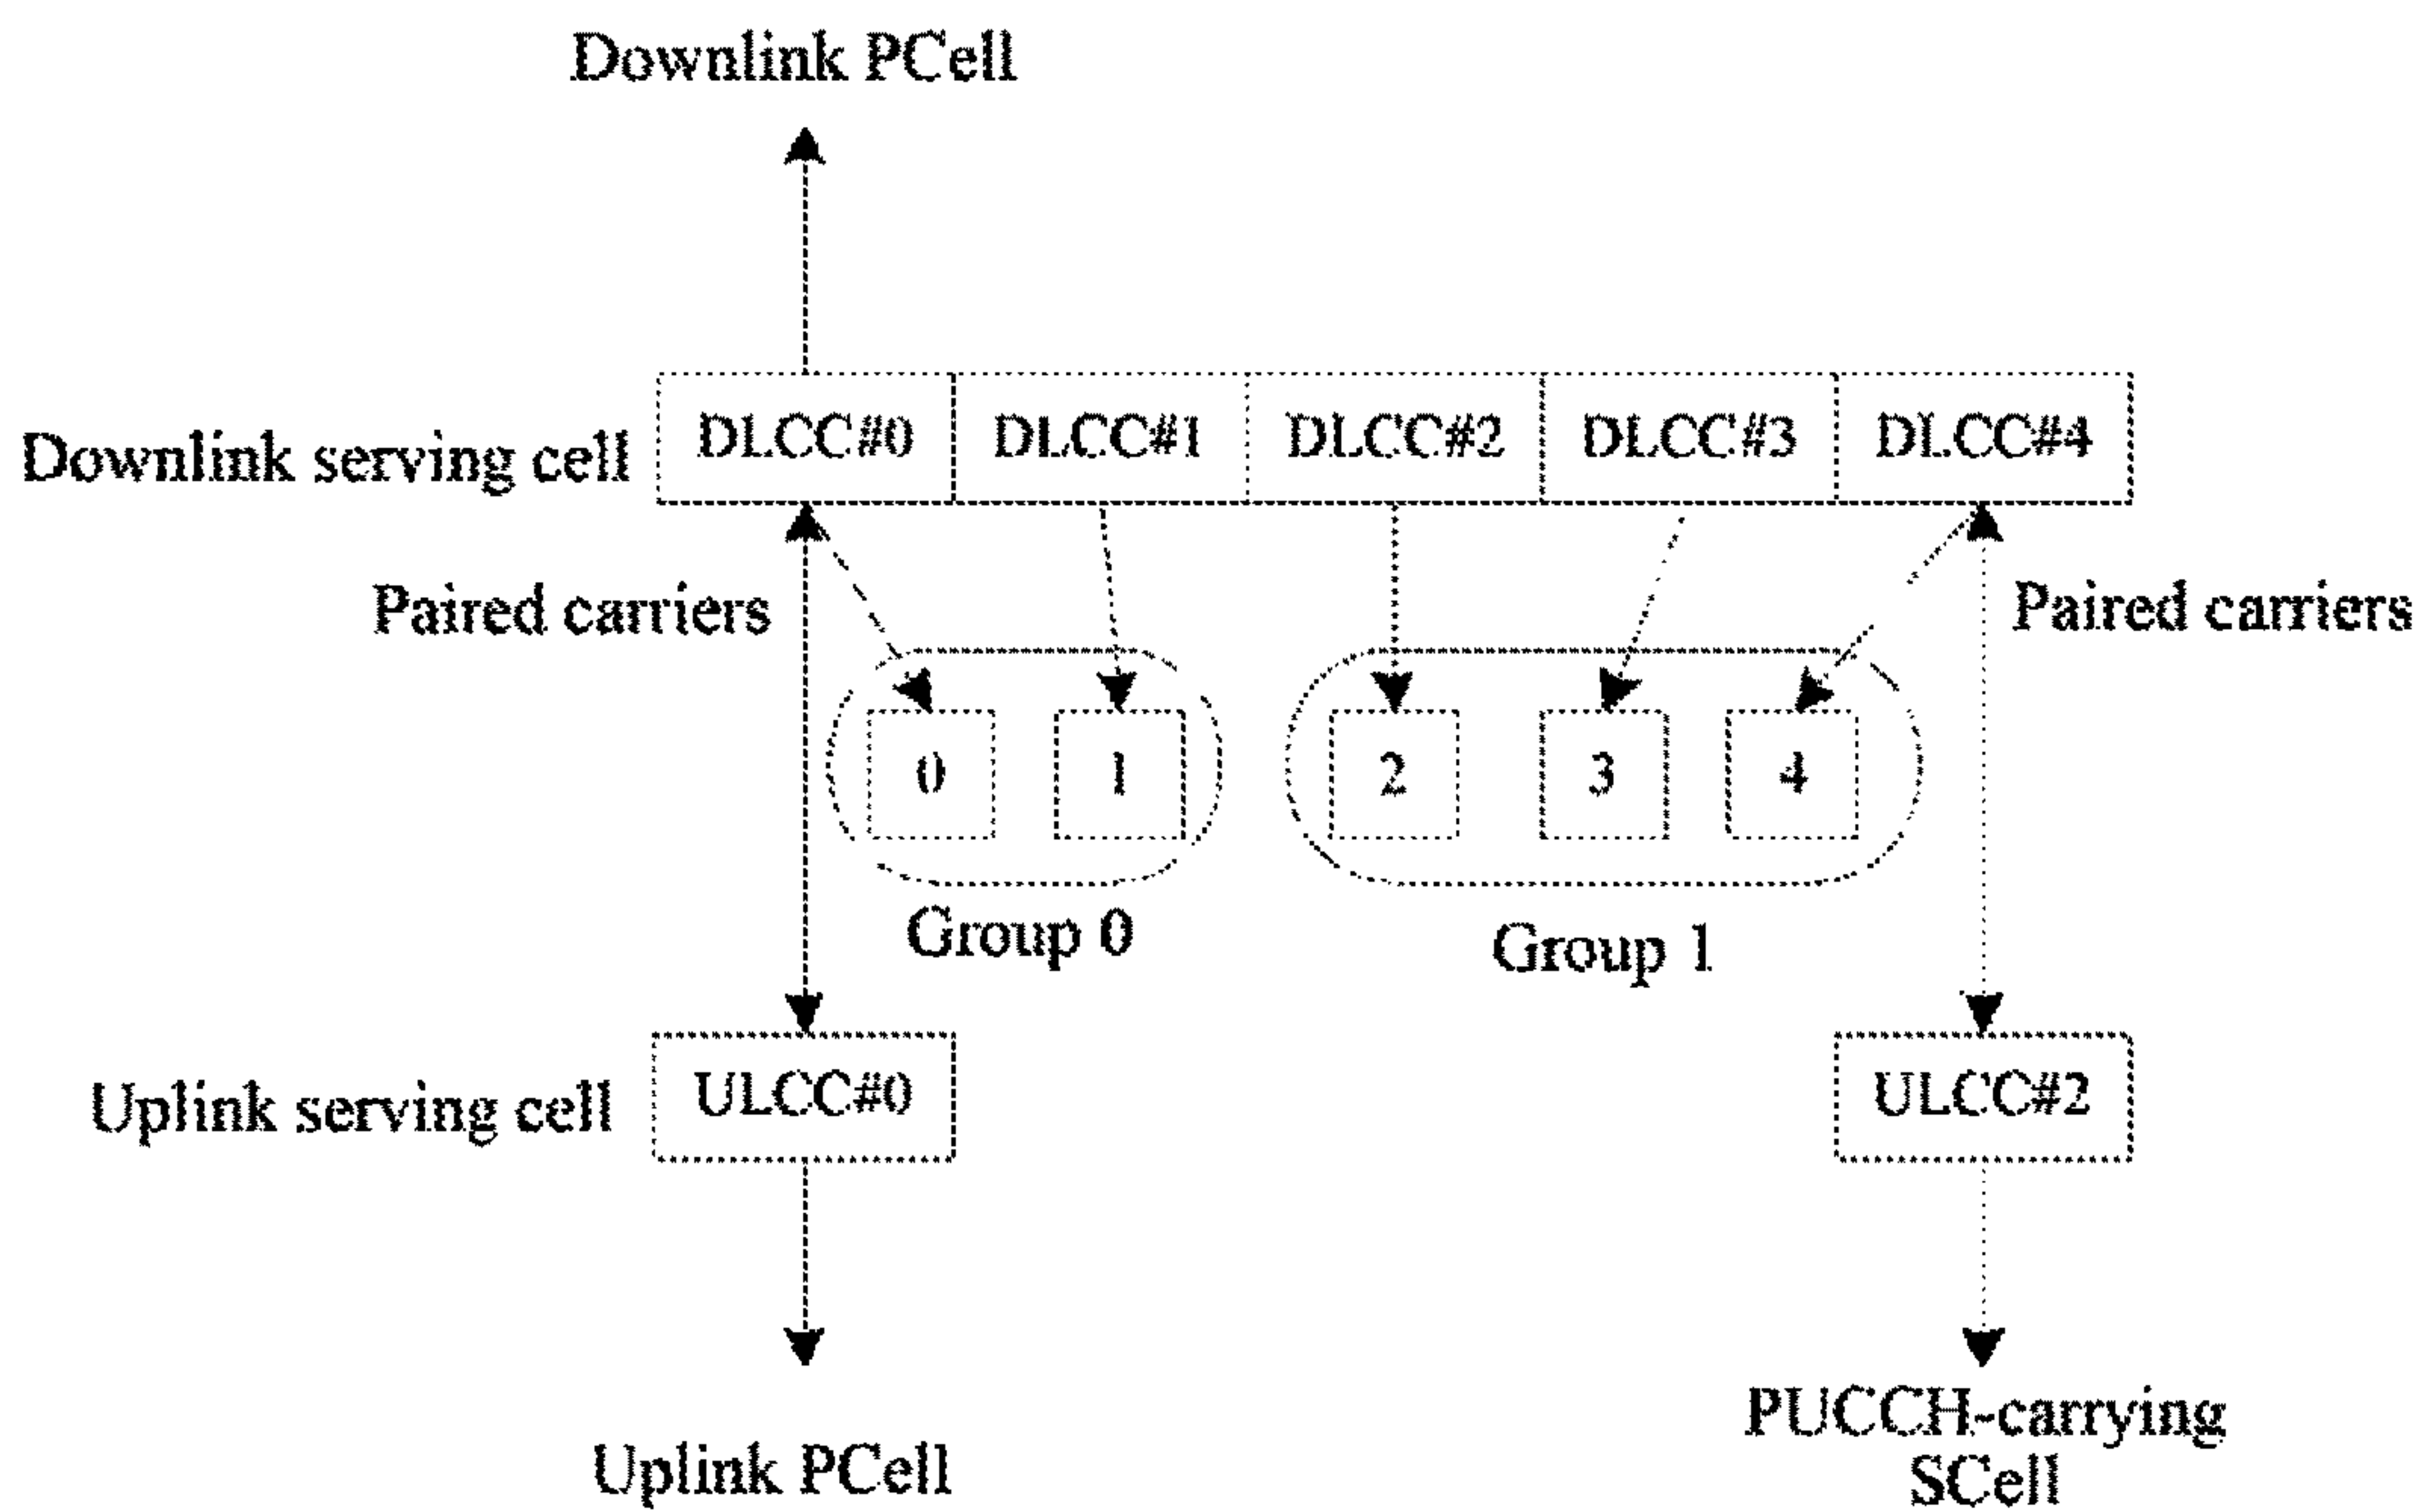 Downlink PCell
Downlink serving cell
DLCC#0 DLCC#1 DLCC#2 DLCC#3 DLCC#4
Paired carriers
Paired carriers
0 1 2 3 4
Group 0
Group 1
Uplink serving cell
ULCC#0
ULCC#2
Uplink PCell
PUCCH-carrying
SCell